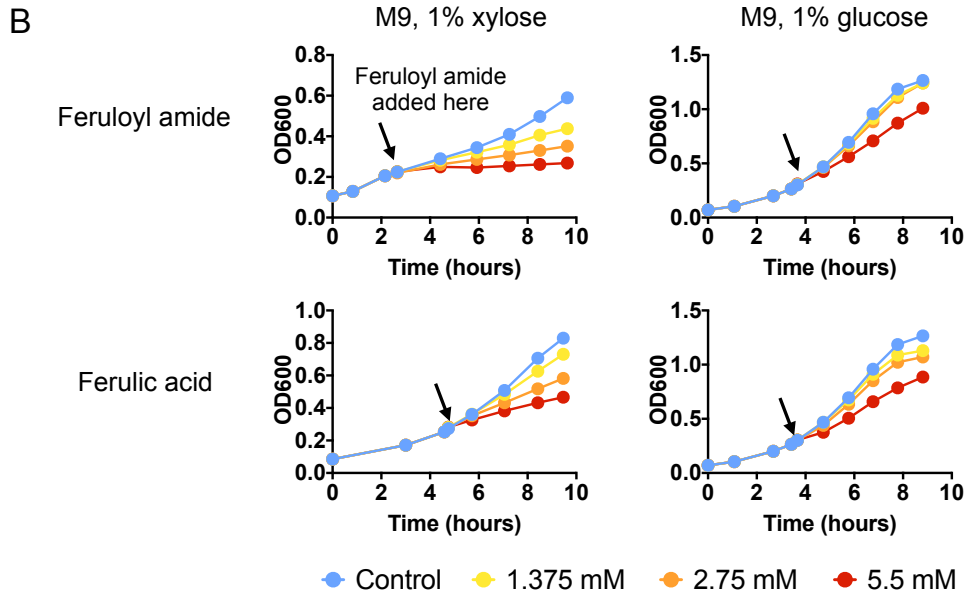 B
M9, 1% xylose
M9, 1% glucose
Feruloyl amide
0.8
0.6
0.4
0.2
0.0
OD600
Feruloyl amide
added here
0 2 4 6 8 10
Time (hours)
1.5
1.0
0.5
0.0
OD600
0 2 4 6 8 10
Time (hours)
Ferulic acid
1.0
0.8
0.6
0.4
0.2
0.0
OD600
0 2 4 6 8 10
Time (hours)
1.5
1.0
0.5
0.0
OD600
0 2 4 6 8 10
Time (hours)
Control 1.375 mM 2.75 mM 5.5 mM